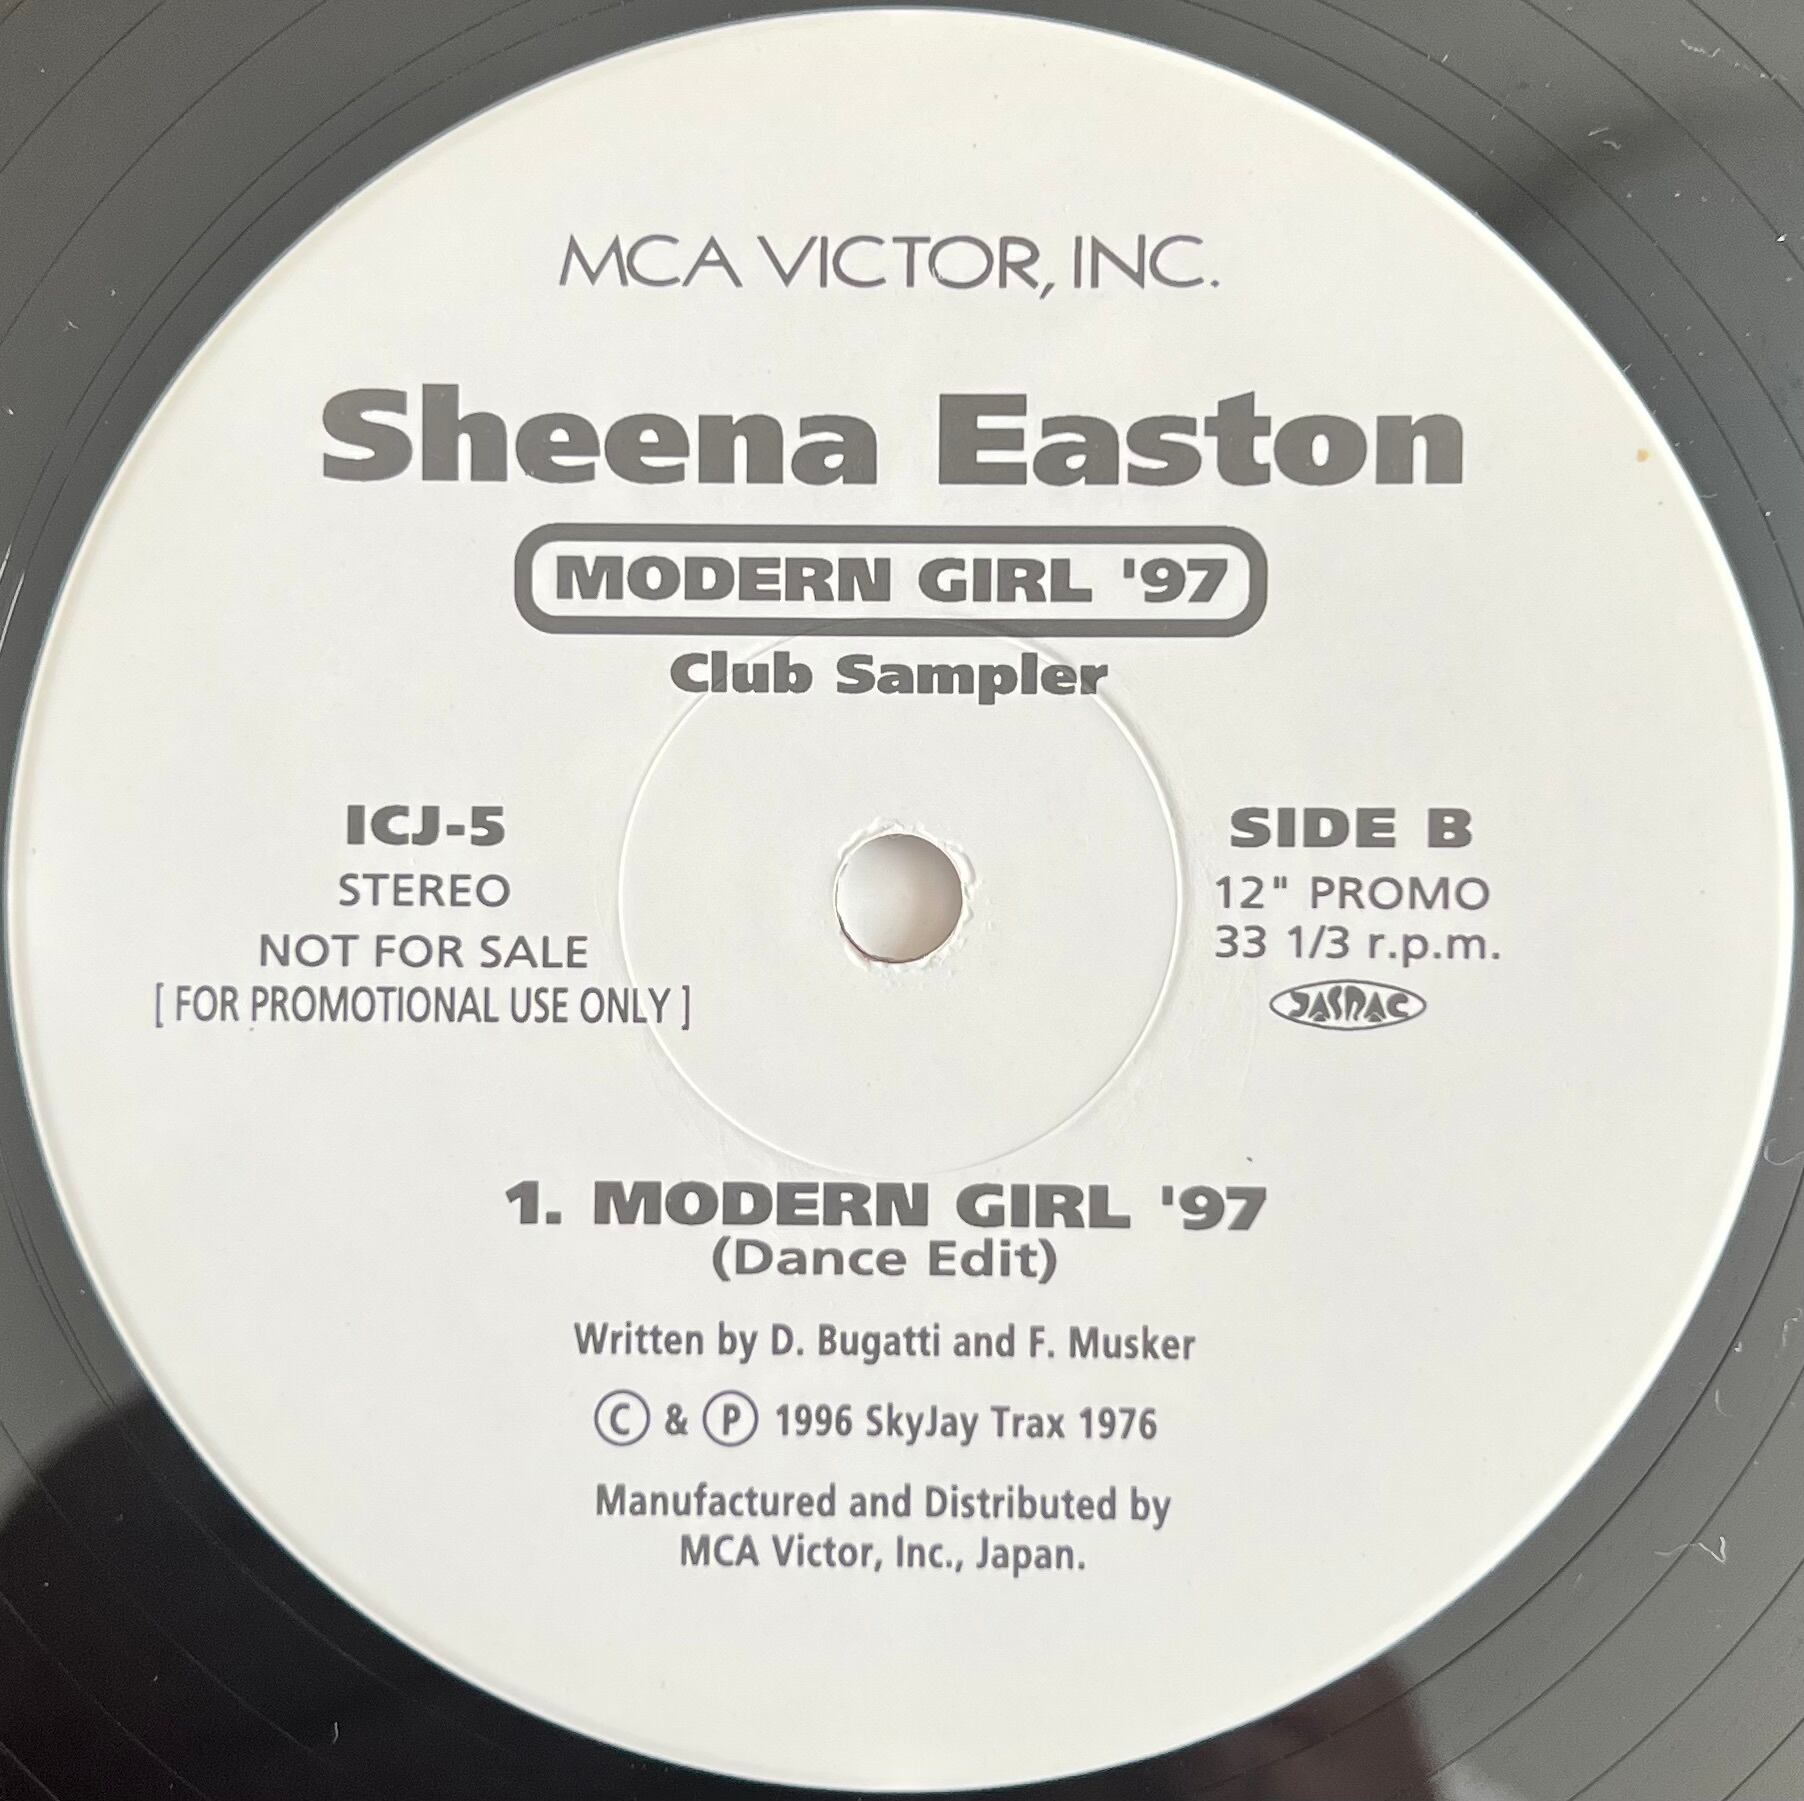 MCA VICTOR, INC.
Sheena Easton
MODERN GIRL '97
Club Sampler
ICJ-5
STEREO
NOT FOR SALE
[ FOR PROMOTIONAL USE ONLY ]
SIDE B
12" PROMO
33 1/3 r.p.m.
JASRAC
1. MODERN GIRL '97
(Dance Edit)
Written by D. Bugatti and F. Musker
Ⓒ & Ⓟ 1996 SkyJay Trax 1976
Manufactured and Distributed by
MCA Victor, Inc., Japan.